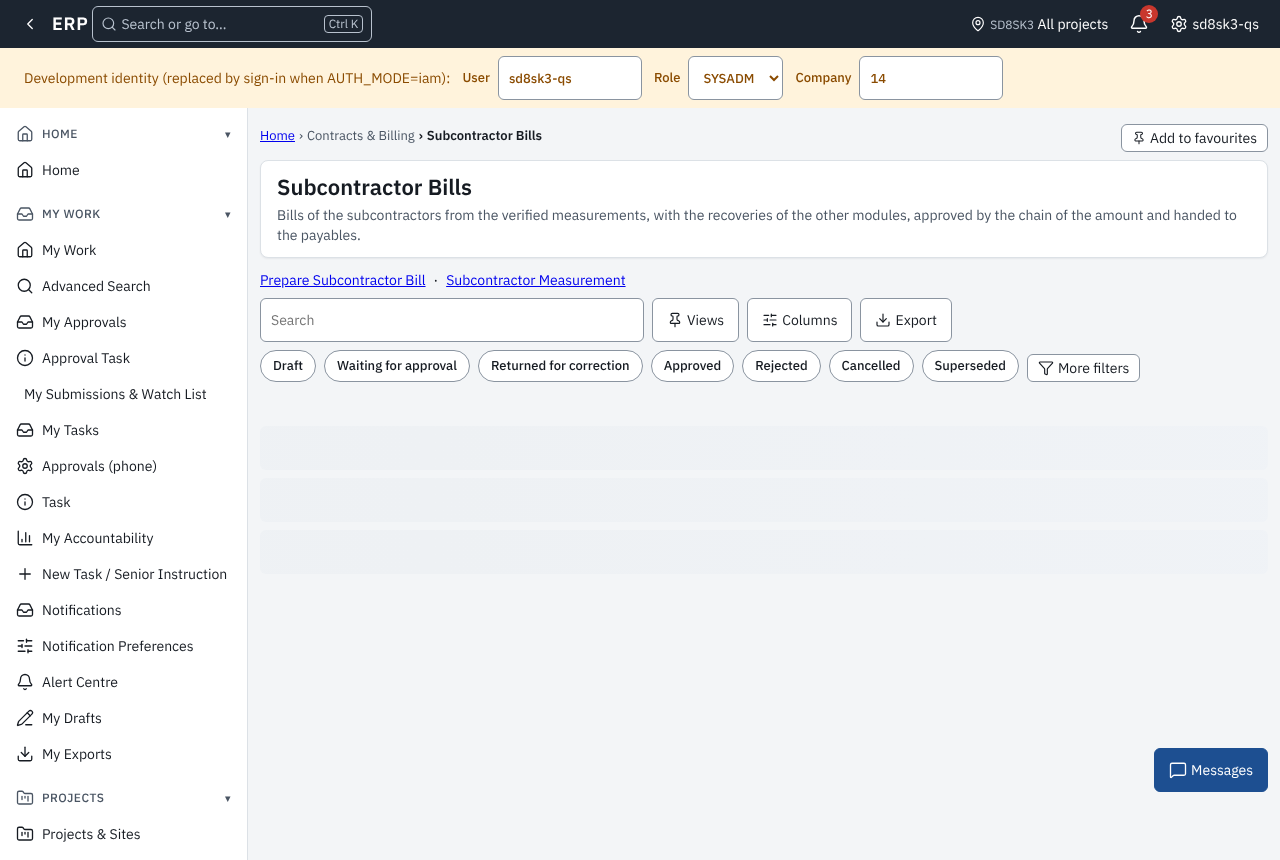 ERP
Search or go to...
Ctrl K
SD8SK3 All projects
3
sd8sk3-qs
Development identity (replaced by sign-in when AUTH_MODE=iam):
User
sd8sk3-qs
Role
SYSADM
Company
14
HOME
Home
MY WORK
My Work
Advanced Search
My Approvals
Approval Task
My Submissions & Watch List
My Tasks
Approvals (phone)
Task
My Accountability
New Task / Senior Instruction
Notifications
Notification Preferences
Alert Centre
My Drafts
My Exports
PROJECTS
Projects & Sites
Home › Contracts & Billing › Subcontractor Bills
Add to favourites
Subcontractor Bills
Bills of the subcontractors from the verified measurements, with the recoveries of the other modules, approved by the chain of the amount and handed to
the payables.
Prepare Subcontractor Bill · Subcontractor Measurement
Search
Views
Columns
Export
Draft
Waiting for approval
Returned for correction
Approved
Rejected
Cancelled
Superseded
More filters
Messages